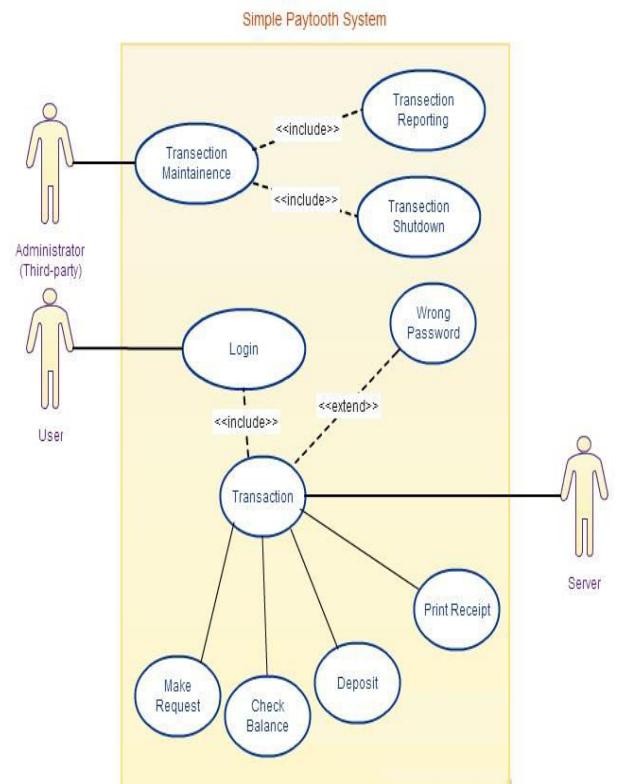 Simple Paytooth System
Transection
Reporting
<<include>>
Transection
Maintainence
<<include>>
Transection
Shutdown
Administrator
(Third-party)
Wrong
Password
Login
User
<<extend>>
<<include>>
Transaction
Server
Print Receipt
Deposit
Make
Request
Check
Balance